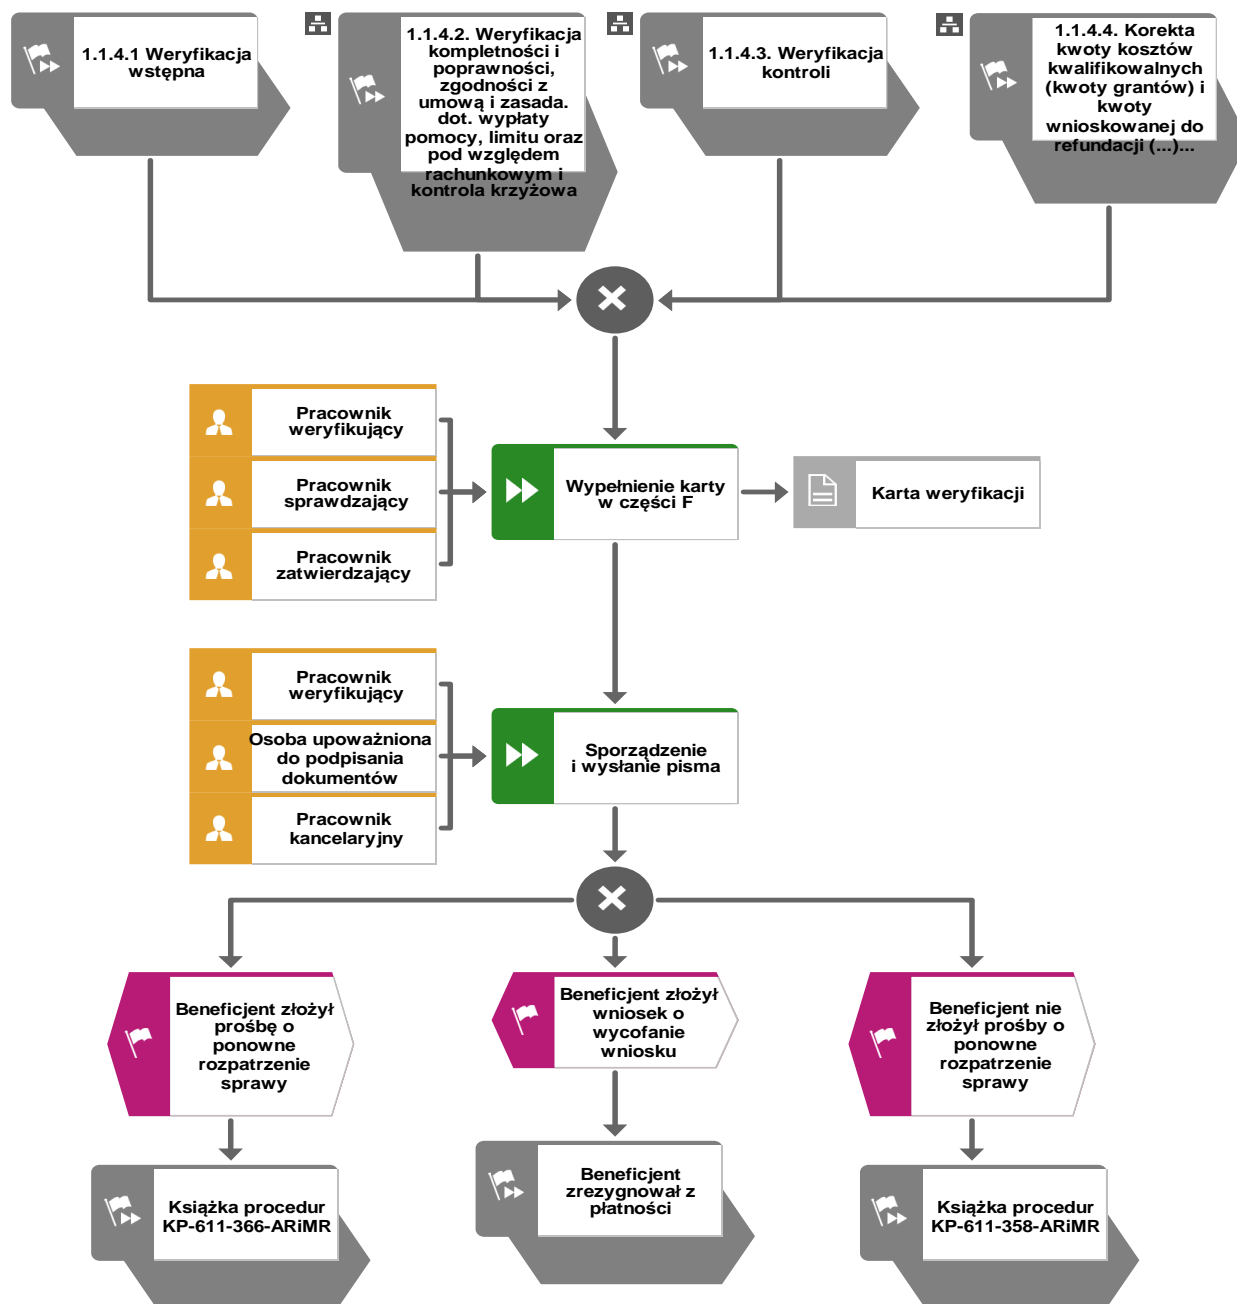 1.1.4.1 Weryfikacja
wstępna
1.1.4.2. Weryfikacja
kompletności i
poprawności,
zgodności z
umową i zasada.
dot. wypłaty
pomocy, limitu oraz
pod względem
rachunkowym i
kontrola krzyżowa
1.1.4.3. Weryfikacja
kontroli
1.1.4.4. Korekta
kwoty kosztów
kwalifikowalnych
(kwoty grantów) i
kwoty
wnioskowanej do
refundacji (...)...
Pracownik
weryfikujący
Pracownik
sprawdzający
Pracownik
zatwierdzający
Wypełnienie karty
w części F
Karta weryfikacji
Pracownik
weryfikujący
Osoba upoważniona
do podpisania
dokumentów
Pracownik
kancelaryjny
Sporządzenie
i wysłanie pisma
Beneficjent złożył
prośbę o
ponowne
rozpatrzenie
sprawy
Beneficjent złożył
wniosek o
wycofanie
wniosku
Beneficjent nie
złożył prośby o
ponowne
rozpatrzenie
sprawy
Książka procedur
KP-611-366-ARiMR
Beneficjent
zrezygnował z
płatności
Książka procedur
KP-611-358-ARiMR